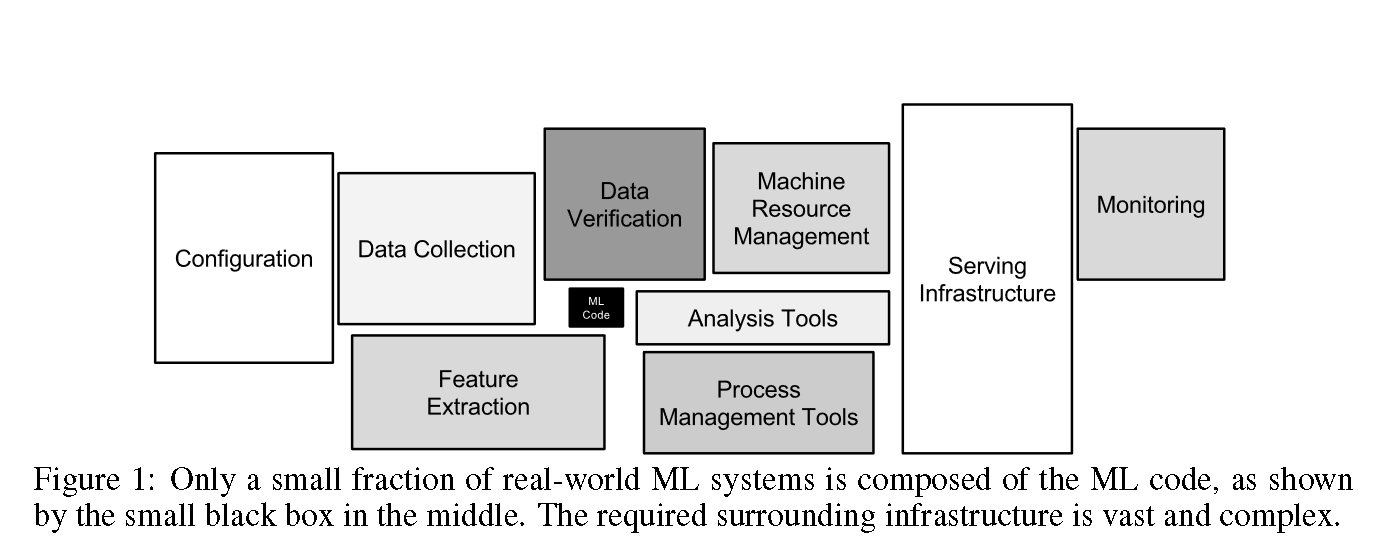 Configuration
Data Collection
Data
Verification
Machine
Resource
Management
Serving
Infrastructure
Monitoring
ML
Code
Analysis Tools
Feature
Extraction
Process
Management Tools
Figure 1: Only a small fraction of real-world ML systems is composed of the ML code, as shown
by the small black box in the middle. The required surrounding infrastructure is vast and complex.